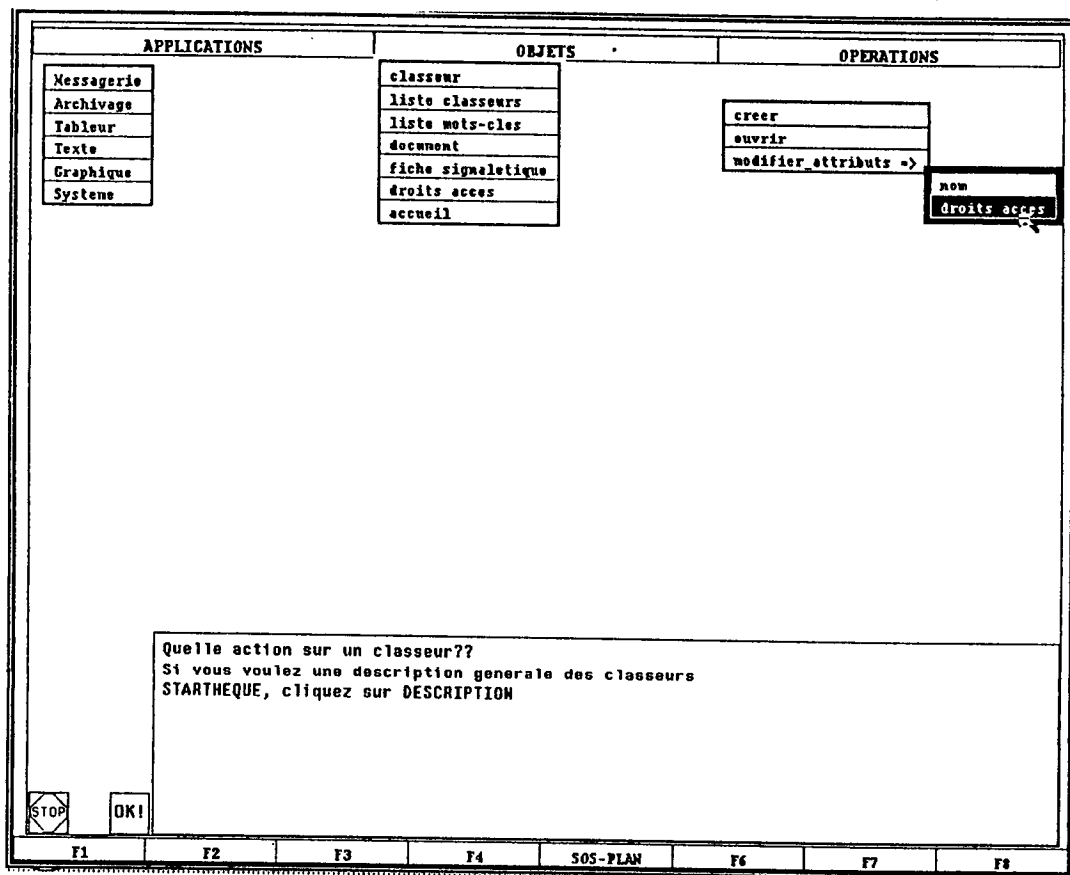 APPLICATIONS
OBJETS
OPERATIONS
Messagerie
Archivage
Tableur
Texte
Graphique
Systeme
classeur
liste classeurs
liste mots-cles
document
fiche signaletique
droits acces
accueil
creer
ouvrir
modifier_attributs =>
nom
droits acces
Quelle action sur un classeur??
Si vous voulez une description generale des classeurs
STARTHEQUE, cliquez sur DESCRIPTION
STOP
OK!
F1
F2
F3
F4
SOS-PLAN
F6
F7
F8